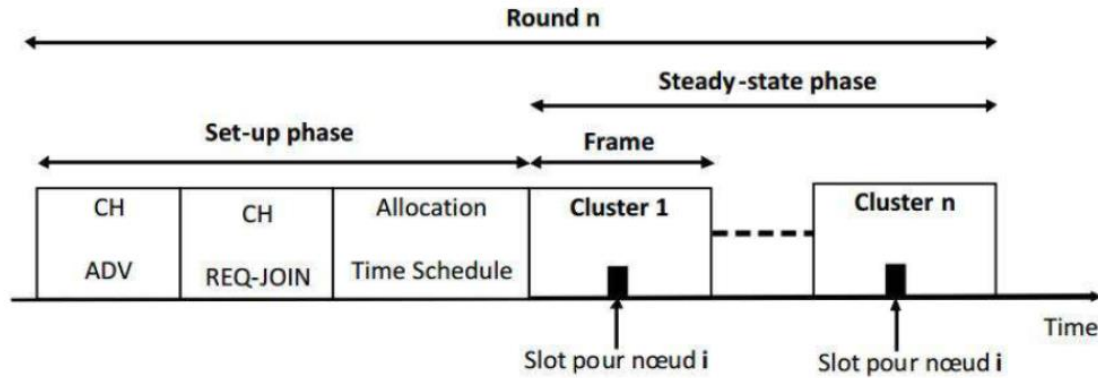 Round n
Steady-state phase
Set-up phase
Frame
CH
ADV
CH
REQ-JOIN
Allocation
Time Schedule
Cluster 1
Cluster n
Time
Slot pour nœud i
Slot pour nœud i